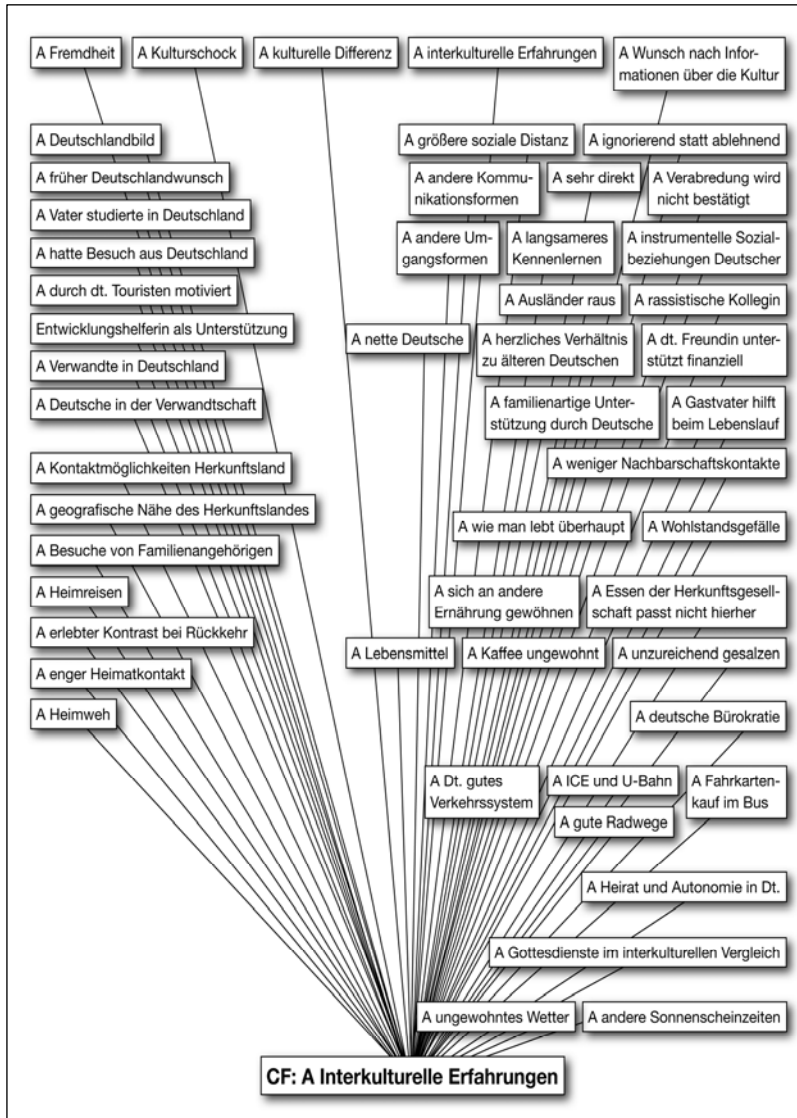 A Fremdheit
A Kulturschock
A kulturelle Differenz
A interkulturelle Erfahrungen
A Wunsch nach Infor-
mationen über die Kultur
A Deutschlandbild
A größere soziale Distanz
A ignorierend statt ablehnend
A früher Deutschlandwunsch
A andere Kommu-
nikationsformen
A sehr direkt
A Verabredung wird
nicht bestätigt
A Vater studierte in Deutschland
A hatte Besuch aus Deutschland
A andere Um-
gangsformen
A langsameres
Kennenlernen
A instrumentelle Sozial-
beziehungen Deutscher
A durch dt. Touristen motiviert
A Ausländer raus
A rassistische Kollegin
Entwicklungshelferin als Unterstützung
A nette Deutsche
A herzliches Verhältnis
zu älteren Deutschen
A dt. Freundin unter-
stützt finanziell
A Verwandte in Deutschland
A Deutsche in der Verwandtschaft
A familienartige Unter-
stützung durch Deutsche
A Gastvater hilft
beim Lebenslauf
A Kontaktmöglichkeiten Herkunftsland
A weniger Nachbarschaftskontakte
A geografische Nähe des Herkunftslandes
A wie man lebt überhaupt
A Wohlstandsgefälle
A Besuche von Familienangehörigen
A Heimreisen
A sich an andere
Ernährung gewöhnen
A Essen der Herkunftsgesell-
schaft passt nicht hierher
A erlebter Kontrast bei Rückkehr
A Lebensmittel
A Kaffee ungewohnt
A unzureichend gesalzen
A enger Heimatkontakt
A Heimweh
A deutsche Bürokratie
A Dt. gutes
Verkehrssystem
A ICE und U-Bahn
A Fahrkarten-
kauf im Bus
A gute Radwege
A Heirat und Autonomie in Dt.
A Gottesdienste im interkulturellen Vergleich
A ungewohntes Wetter
A andere Sonnenscheinzeiten
CF: A Interkulturelle Erfahrungen